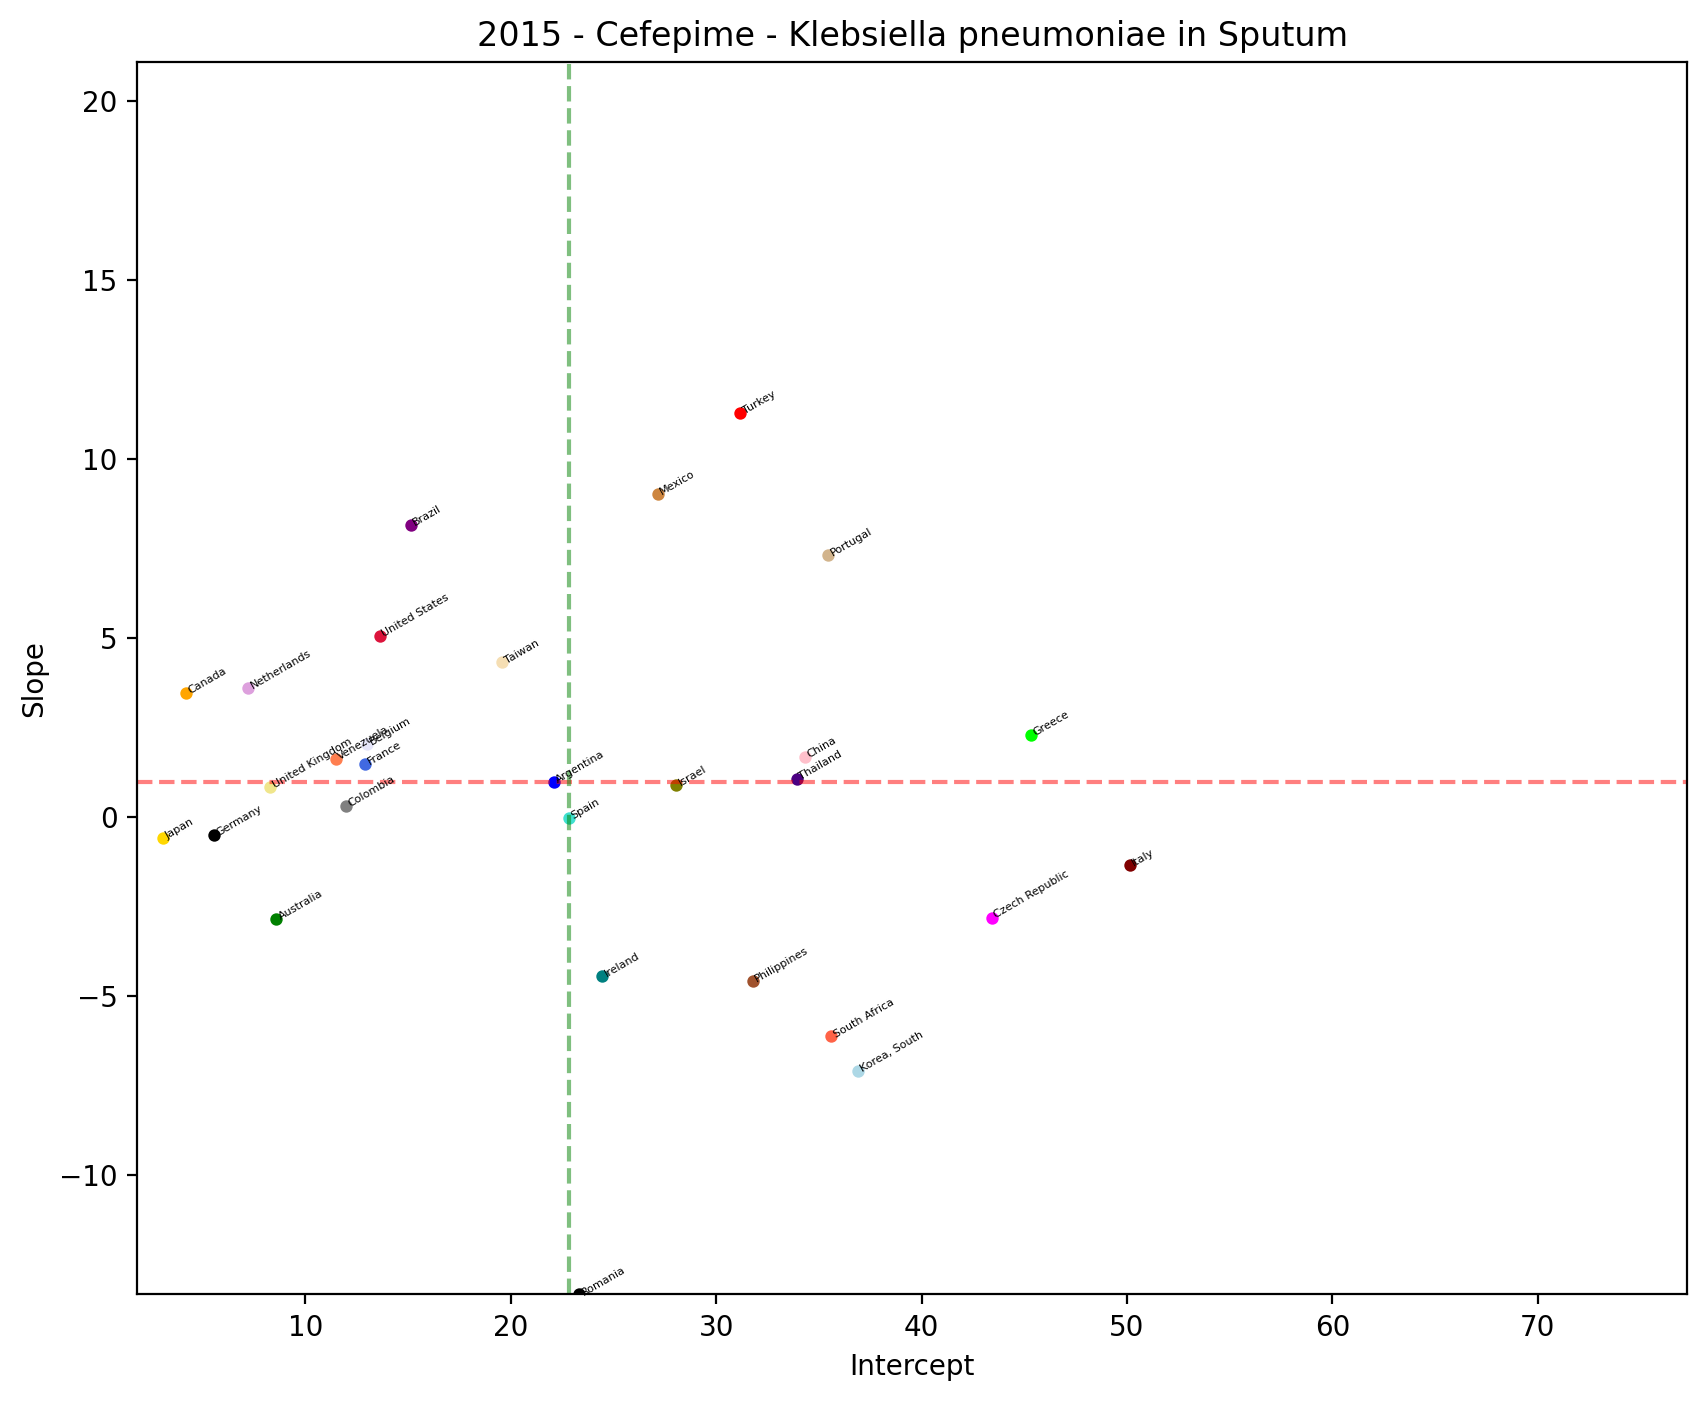 2015 - Cefepime - Klebsiella pneumoniae in Sputum
20
15
10
5
0
−5
−10
Slope
Turkey
Mexico
Brazil
Portugal
United States
Taiwan
Canada
Netherlands
Greece
Belgium
Venezuela
China
France
United Kingdom
Thailand
Argentina
Israel
Colombia
Spain
Japan
Germany
Italy
Czech Republic
Australia
Ireland
Philippines
South Africa
Korea, South
Romania
10
20
30
40
50
60
70
Intercept